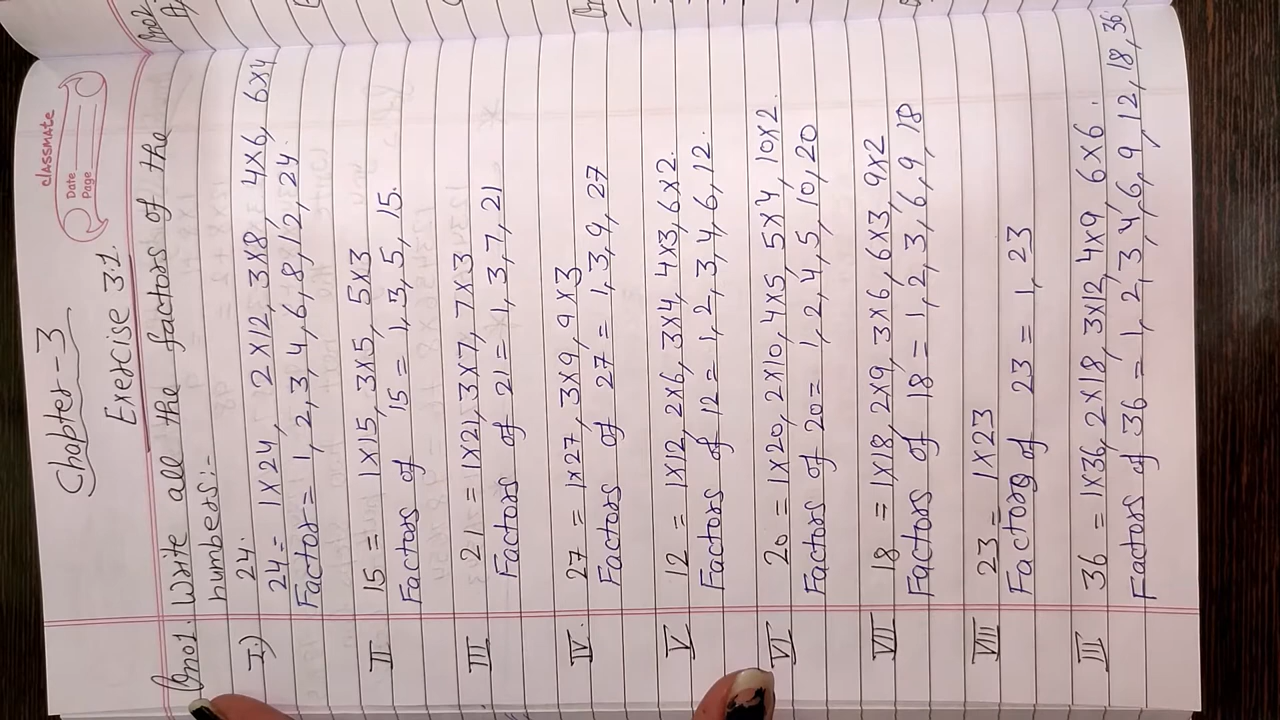 classmate
Date
Page
Chapter-3
Exercise 3.1.
Qno1. Write all the factors of the
numbers:-
I.) 24.
24 = 1×24, 2×12, 3×8, 4×6, 6×4
Factor = 1, 2, 3, 4, 6, 8, 12, 24.
II 15 = 1×15, 3×5, 5×3
Factors of 15 = 1, 3, 5, 15.
III 21 = 1×21, 3×7, 7×3
Factors of 21 = 1, 3, 7, 21
IV. 27 = 1×27, 3×9, 9×3
Factors of 27 = 1, 3, 9, 27
V 12 = 1×12, 2×6, 3×4, 4×3, 6×2.
Factors of 12 = 1, 2, 3, 4, 6, 12.
VI 20 = 1×20, 2×10, 4×5, 5×4, 10×2.
Factors of 20 = 1, 2, 4, 5, 10, 20
VII 18 = 1×18, 2×9, 3×6, 6×3, 9×2
Factors of 18 = 1, 2, 3, 6, 9, 18
VIII 23 = 1×23
Factors of 23 = 1, 23
III 36 = 1×36, 2×18, 3×12, 4×9, 6×6.
Factors of 36 = 1, 2, 3, 4, 6, 9, 12, 18, 36